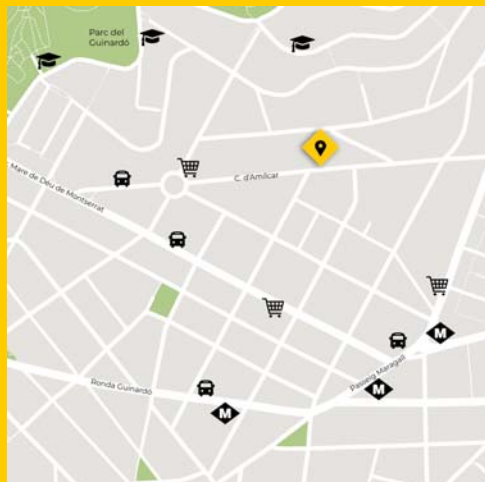 Parc del
Guinardó
C. d'Amílcar
Mare de Déu de Montserrat
Passeig Maragall
Ronda Guinardó
M
M
M